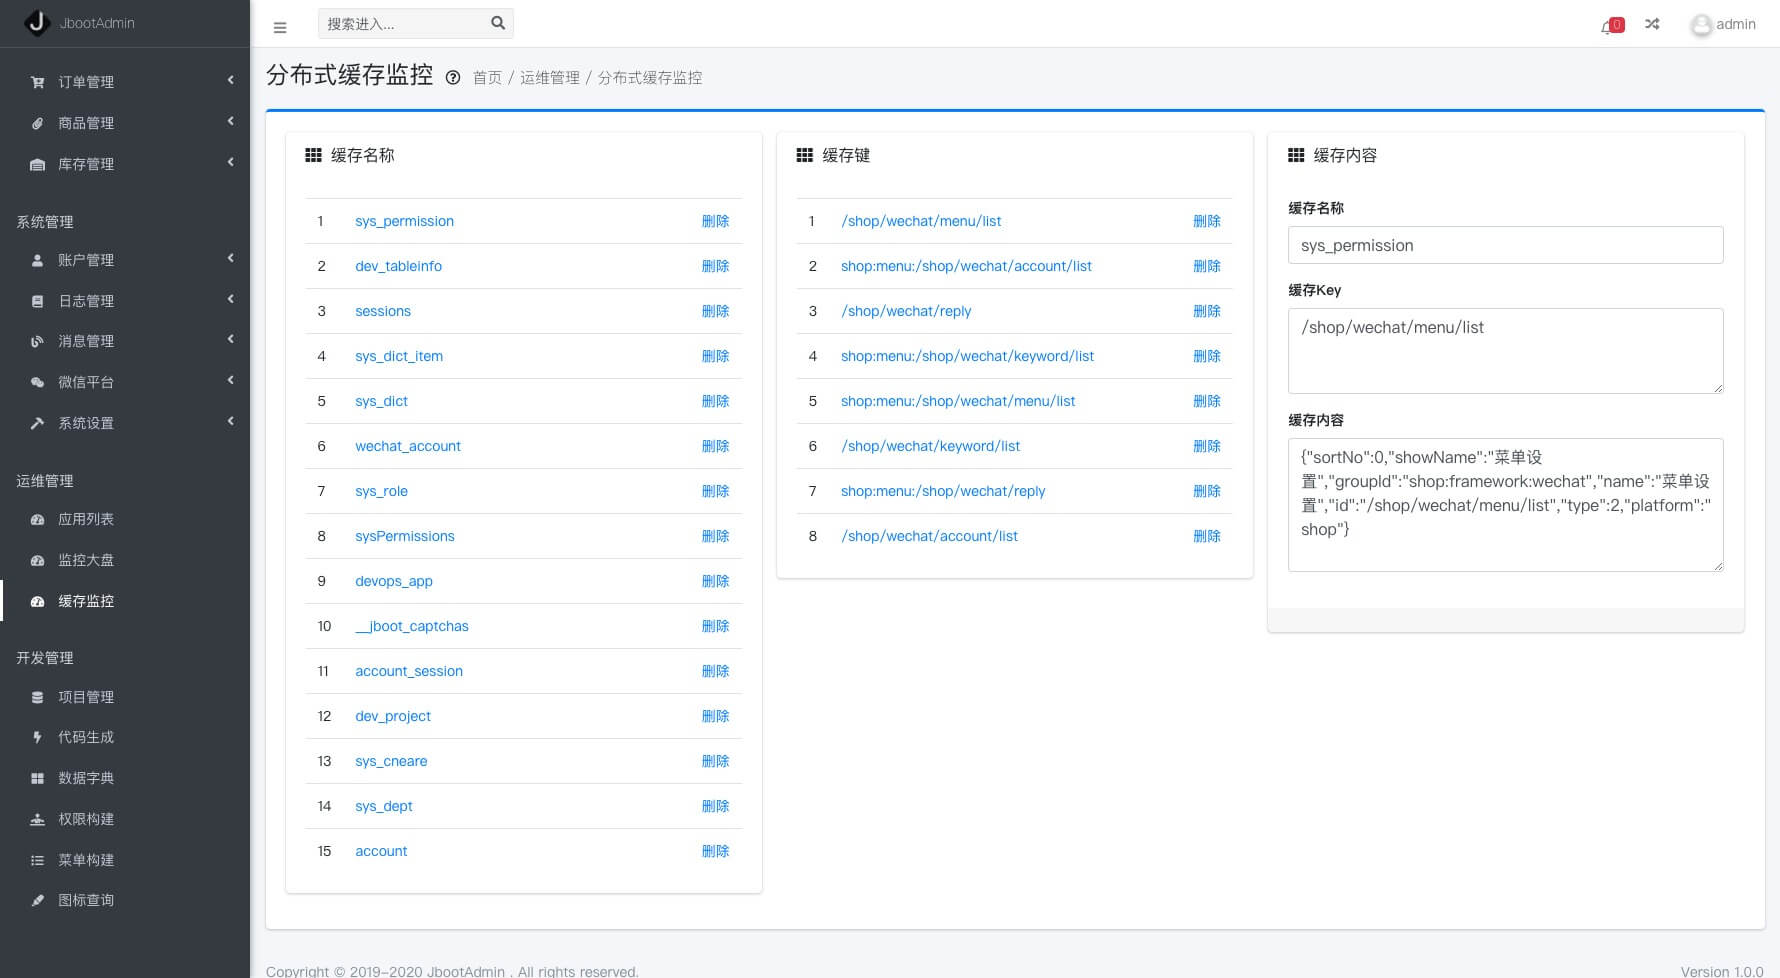 JbootAdmin
搜索进入...
0
admin
订单管理
商品管理
库存管理
系统管理
账户管理
日志管理
消息管理
微信平台
系统设置
运维管理
应用列表
监控大盘
缓存监控
开发管理
项目管理
代码生成
数据字典
权限构建
菜单构建
图标查询
分布式缓存监控 首页 / 运维管理 / 分布式缓存监控
缓存名称
1 sys_permission 删除
2 dev_tableinfo 删除
3 sessions 删除
4 sys_dict_item 删除
5 sys_dict 删除
6 wechat_account 删除
7 sys_role 删除
8 sysPermissions 删除
9 devops_app 删除
10 __jboot_captchas 删除
11 account_session 删除
12 dev_project 删除
13 sys_cneare 删除
14 sys_dept 删除
15 account 删除
缓存键
1 /shop/wechat/menu/list 删除
2 shop:menu:/shop/wechat/account/list 删除
3 /shop/wechat/reply 删除
4 shop:menu:/shop/wechat/keyword/list 删除
5 shop:menu:/shop/wechat/menu/list 删除
6 /shop/wechat/keyword/list 删除
7 shop:menu:/shop/wechat/reply 删除
8 /shop/wechat/account/list 删除
缓存内容
缓存名称
sys_permission
缓存Key
/shop/wechat/menu/list
缓存内容
{"sortNo":0,"showName":"菜单设
置","groupId":"shop:framework:wechat","name":"菜单设
置","id":"/shop/wechat/menu/list","type":2,"platform":"
shop"}
Copyright © 2019-2020 JbootAdmin . All rights reserved.
Version 1.0.0